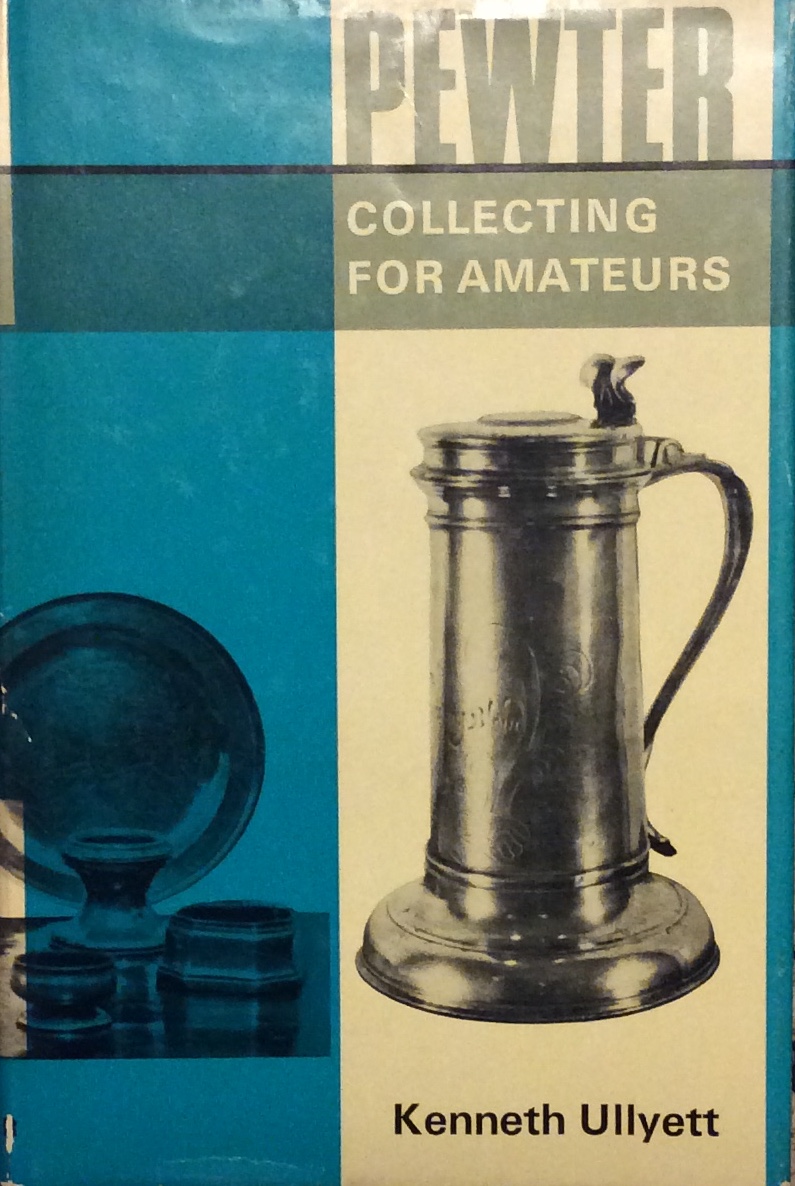 PEWTER
COLLECTING
FOR AMATEURS
Kenneth Ullyett